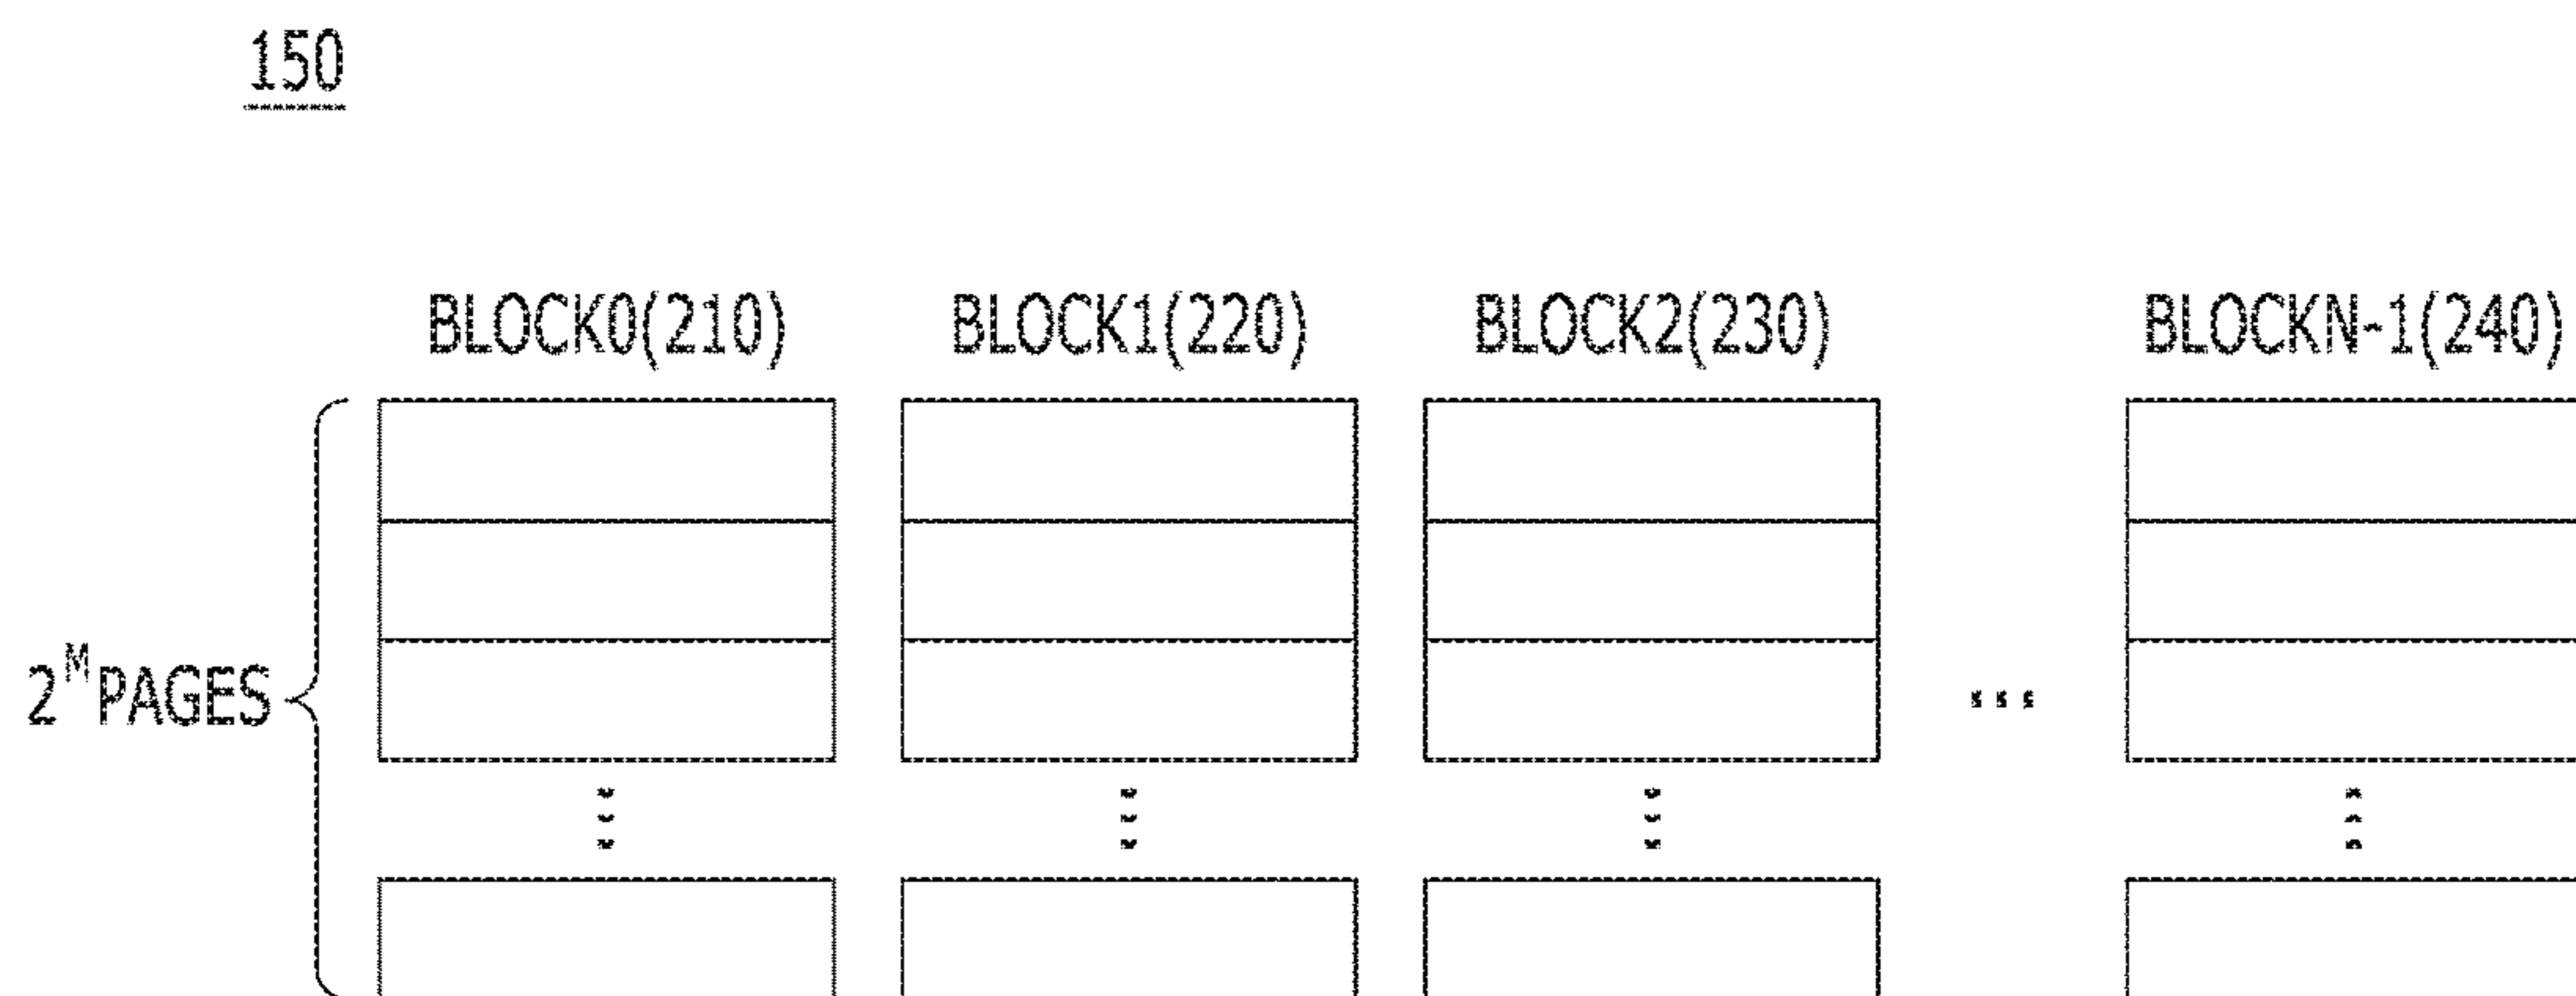 150
BLOCK0(210) BLOCK1(220) BLOCK2(230) BLOCKN-1(240)
2^M PAGES
...